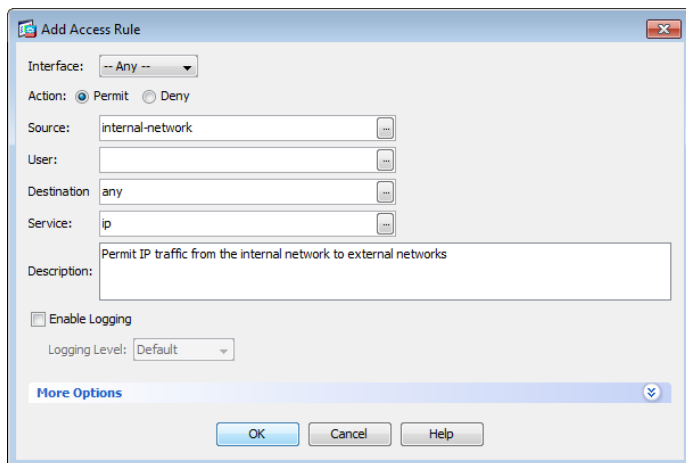 Add Access Rule
Interface: -- Any --
Action: Permit Deny
Source: internal-network ...
User: ...
Destination any ...
Service: ip ...
Permit IP traffic from the internal network to external networks
Description:
Enable Logging
Logging Level: Default
More Options
OK Cancel Help